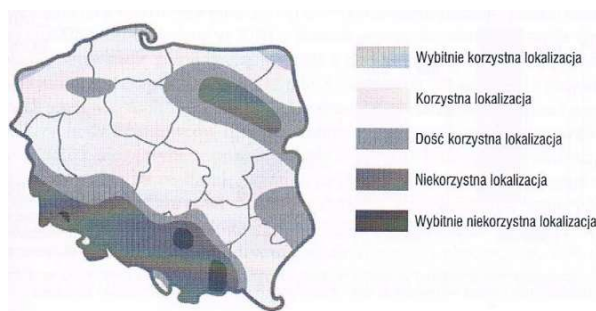 Wybitnie korzystna lokalizacja
Korzystna lokalizacja
Dość korzystna lokalizacja
Niekorzystna lokalizacja
Wybitnie niekorzystna lokalizacja